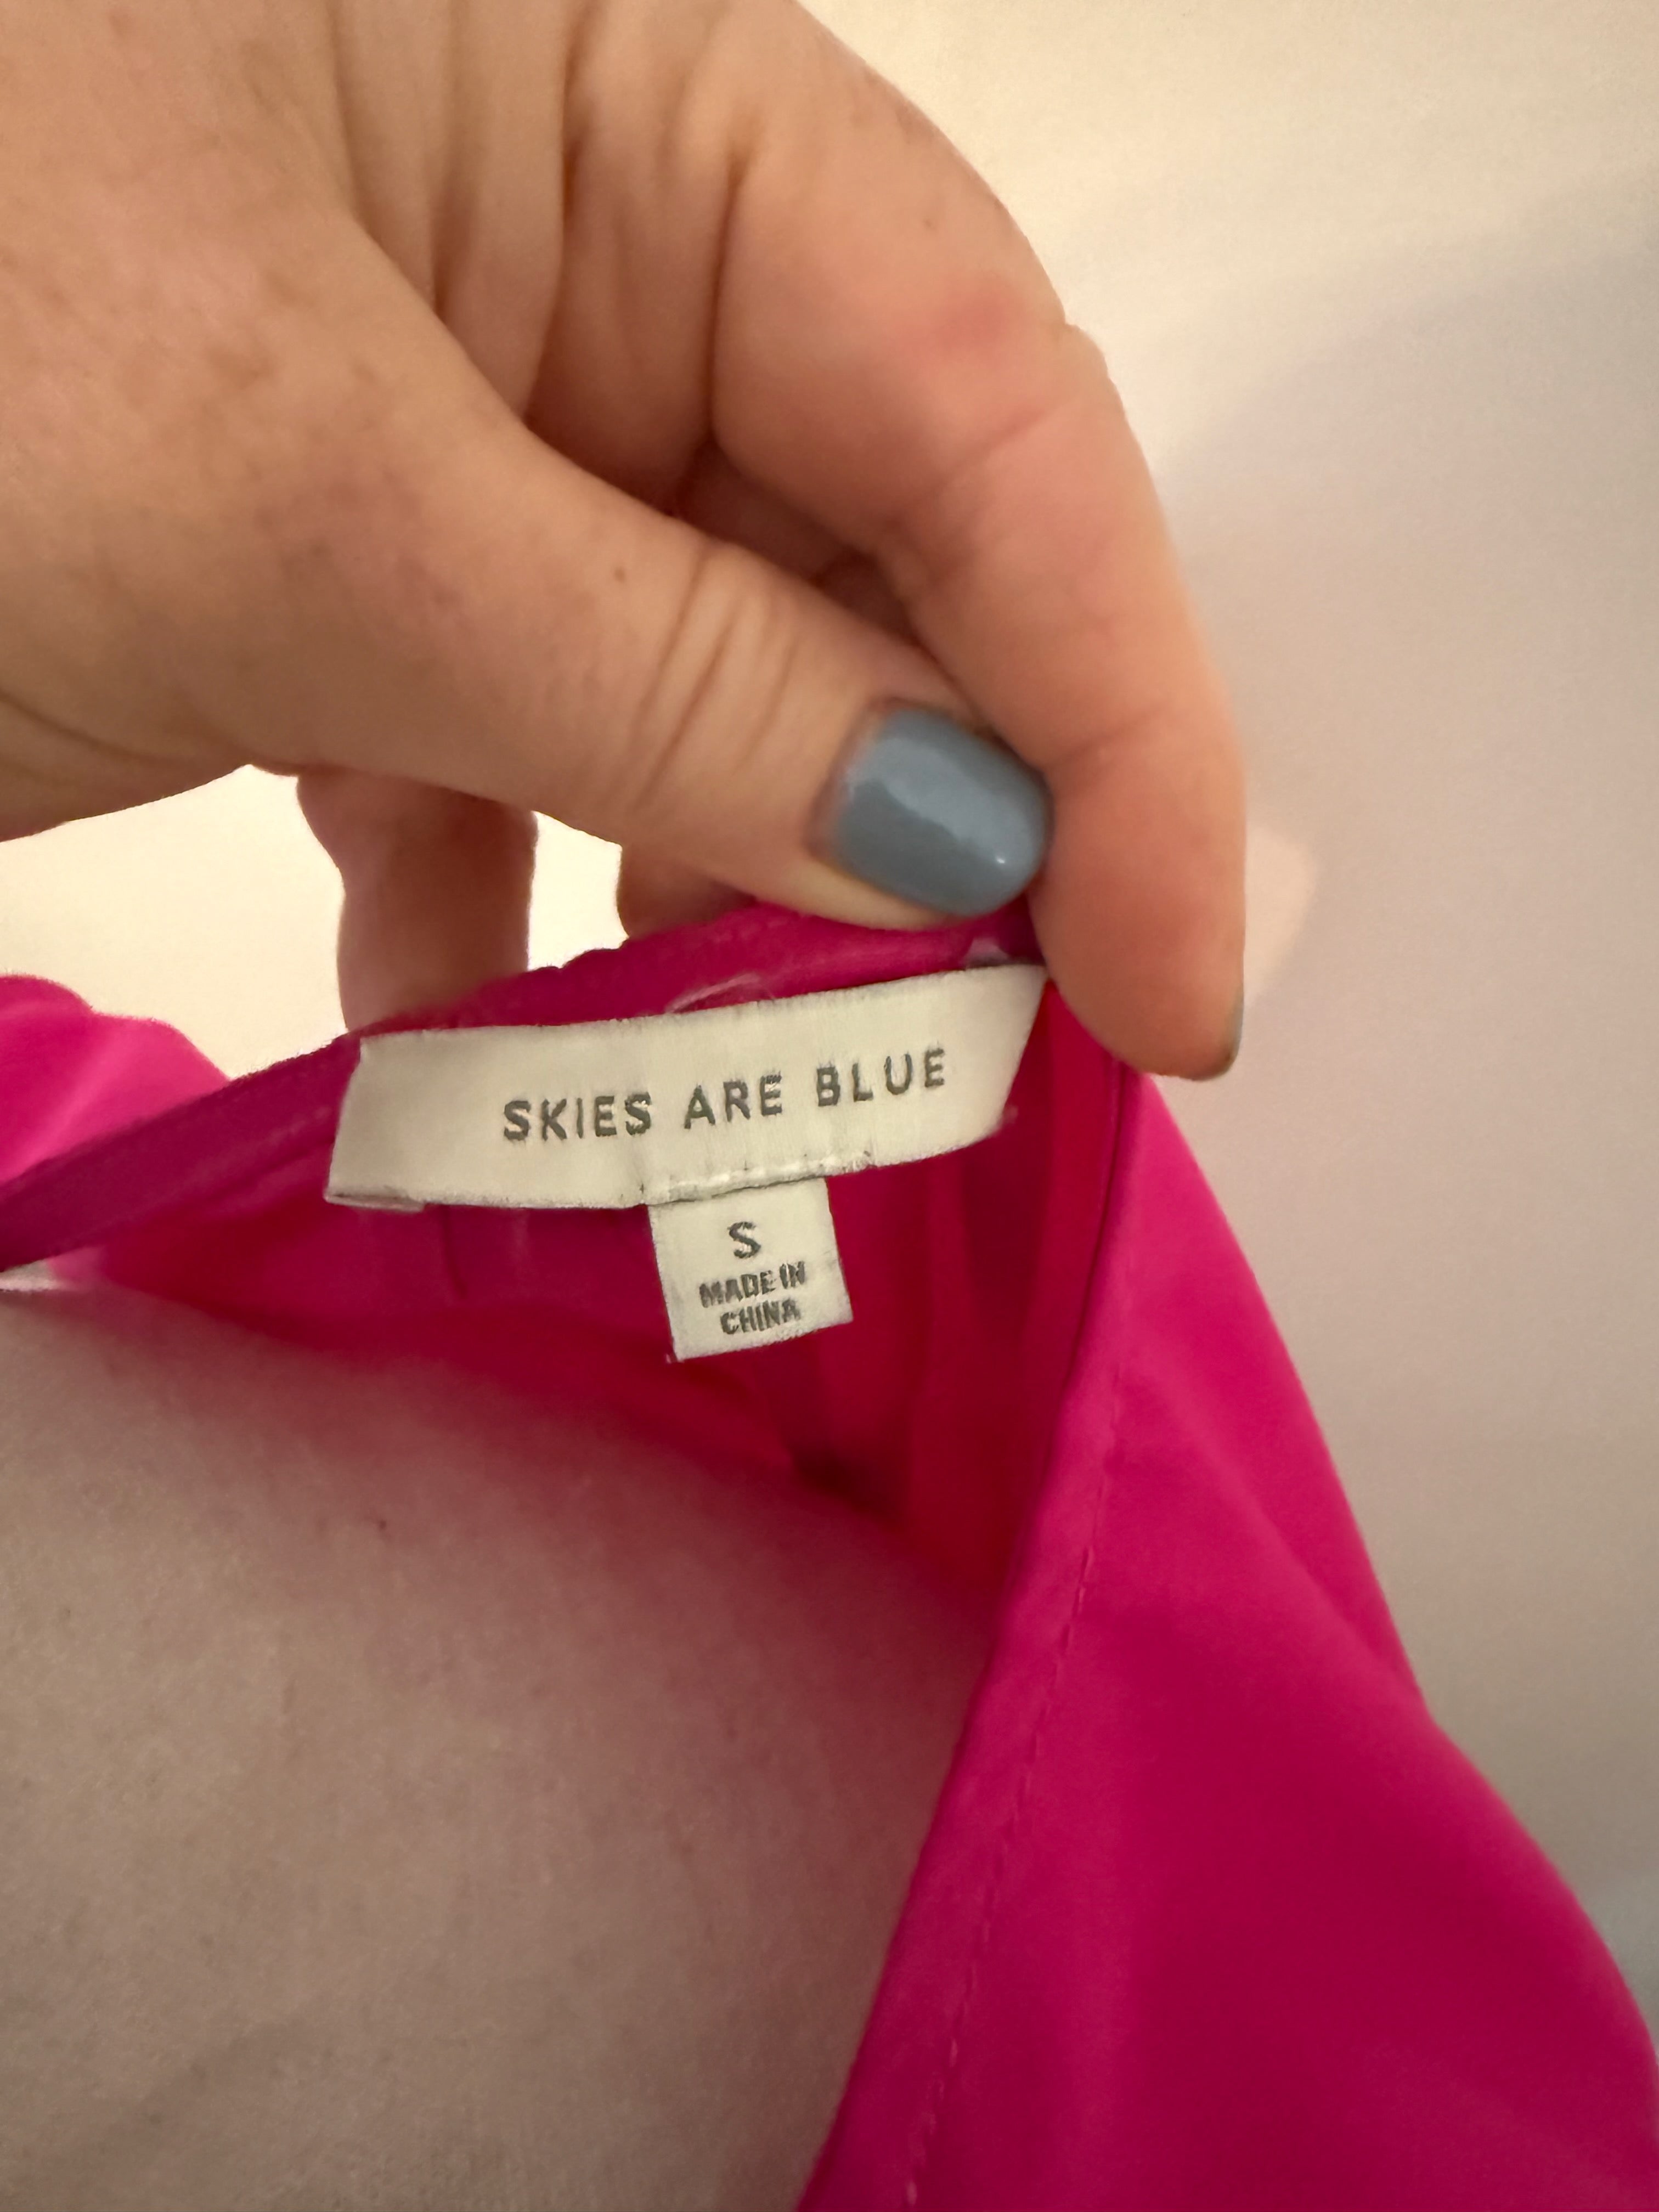 SKIES ARE BLUE
S
MADE IN
CHINA